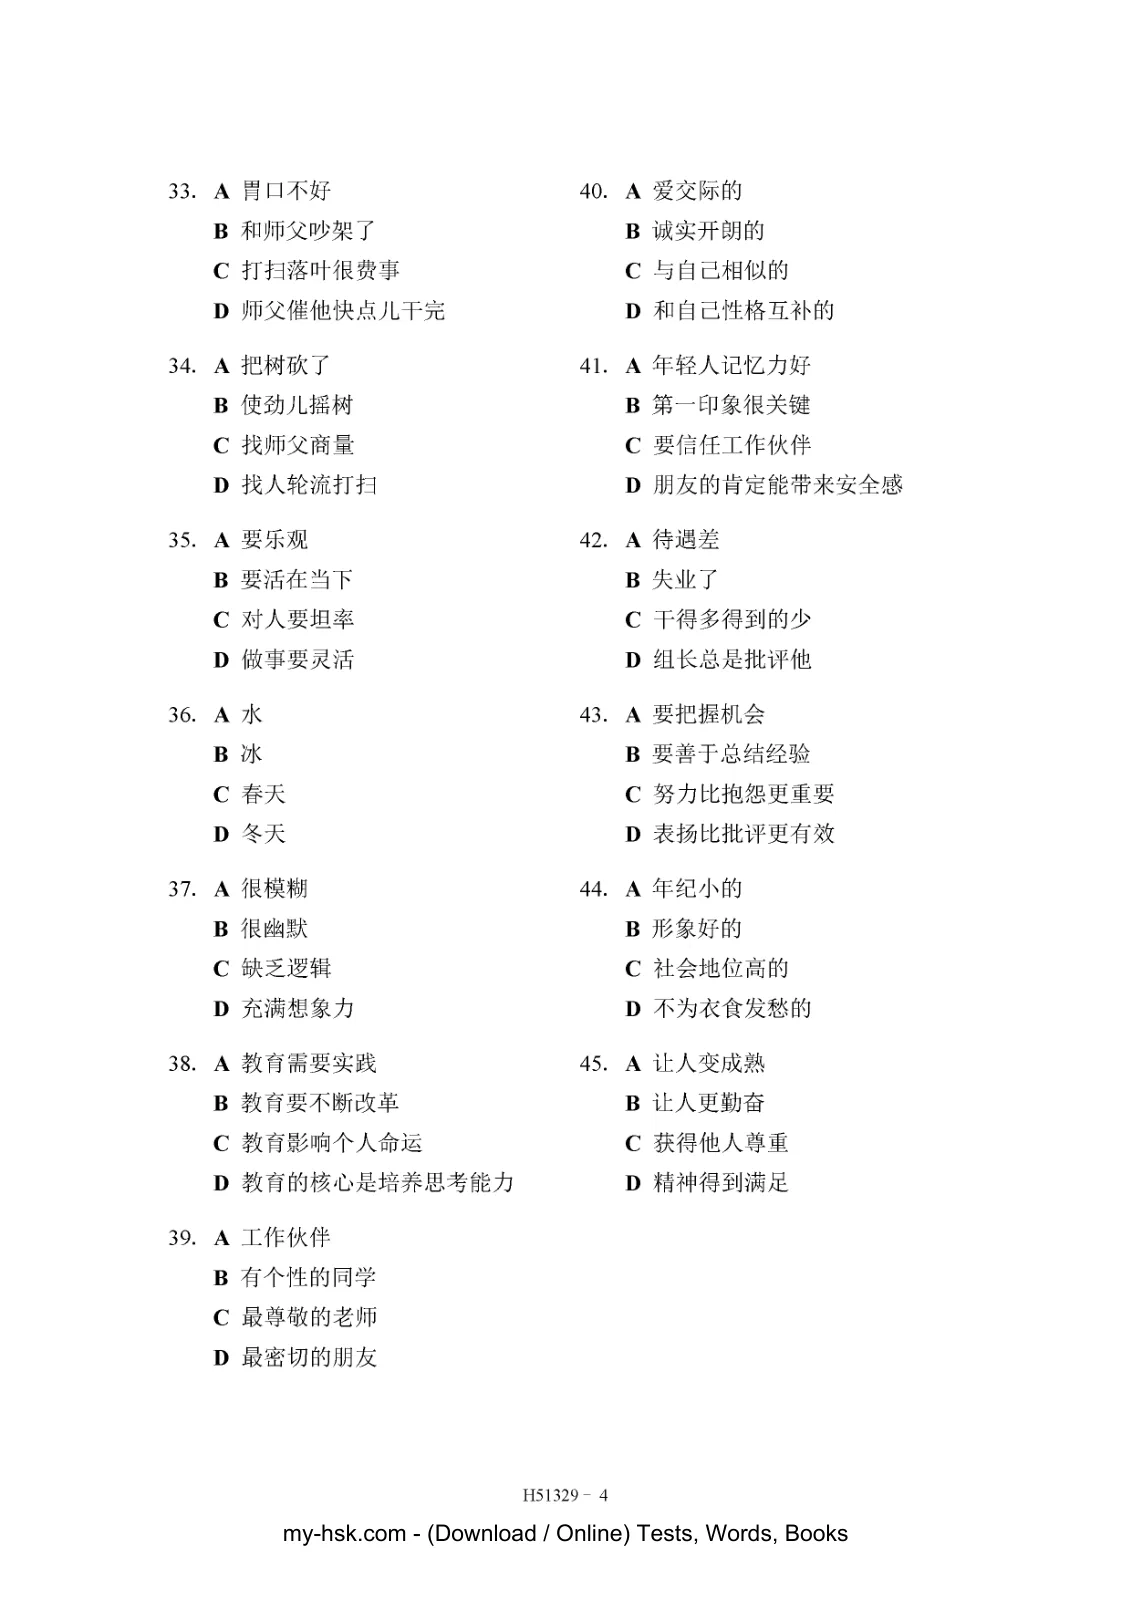 33. A 胃口不好
B 和师父吵架了
C 打扫落叶很费事
D 师父催他快点儿干完
34. A 把树砍了
B 使劲儿摇树
C 找师父商量
D 找人轮流打扫
35. A 要乐观
B 要活在当下
C 对人要坦率
D 做事要灵活
36. A 水
B 冰
C 春天
D 冬天
37. A 很模糊
B 很幽默
C 缺乏逻辑
D 充满想象力
38. A 教育需要实践
B 教育要不断改革
C 教育影响个人命运
D 教育的核心是培养思考能力
39. A 工作伙伴
B 有个性的同学
C 最尊敬的老师
D 最密切的朋友
40. A 爱交际的
B 诚实开朗的
C 与自己相似的
D 和自己性格互补的
41. A 年轻人记忆力好
B 第一印象很关键
C 要信任工作伙伴
D 朋友的肯定能带来安全感
42. A 待遇差
B 失业了
C 干得多得到的少
D 组长总是批评他
43. A 要把握机会
B 要善于总结经验
C 努力比抱怨更重要
D 表扬比批评更有效
44. A 年纪小的
B 形象好的
C 社会地位高的
D 不为衣食发愁的
45. A 让人变成熟
B 让人更勤奋
C 获得他人尊重
D 精神得到满足
H51329– 4
my-hsk.com - (Download / Online) Tests, Words, Books